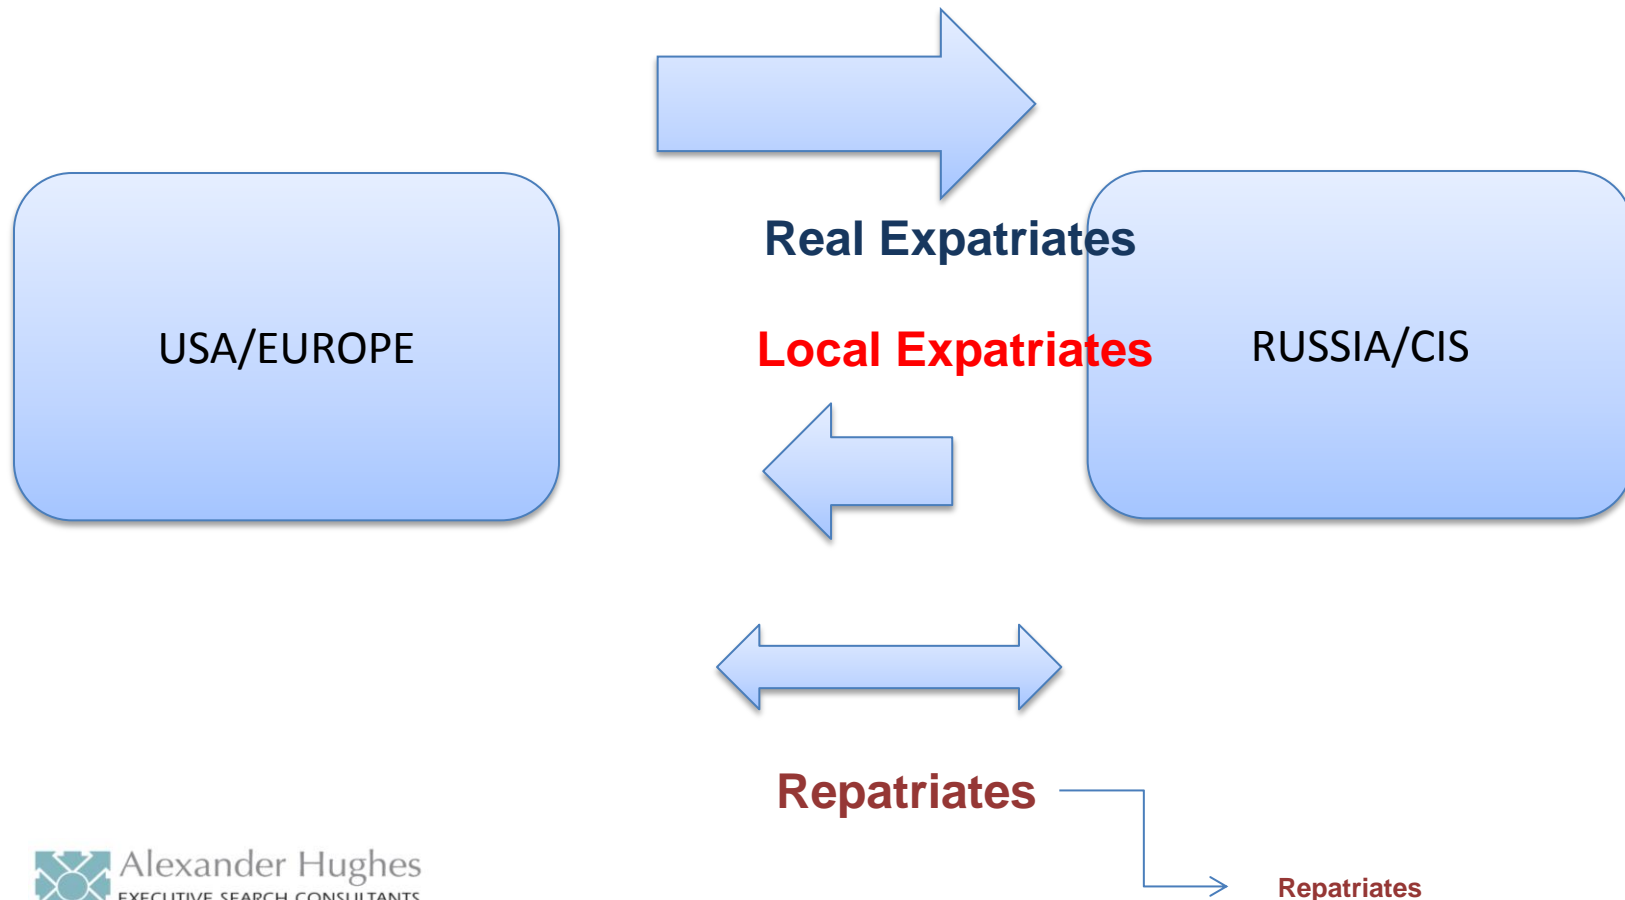 Real Expatriates
USA/EUROPE
Local Expatriates
RUSSIA/CIS
Repatriates
Alexander Hughes
EXECUTIVE SEARCH CONSULTANTS
Repatriates